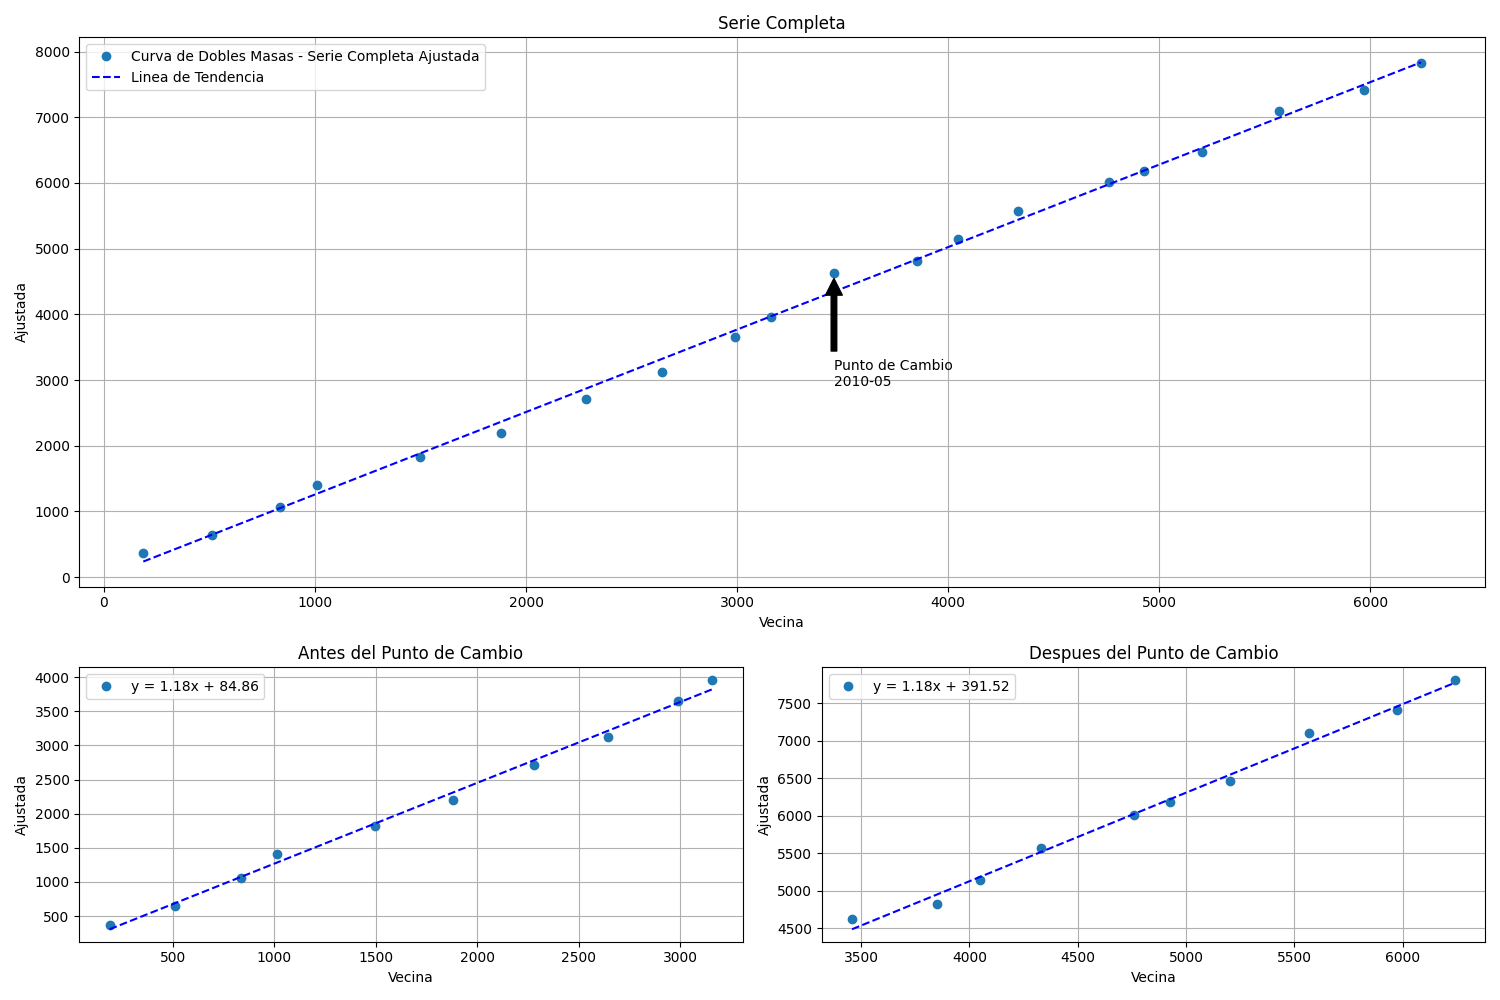 Serie Completa
Curva de Dobles Masas - Serie Completa Ajustada
Linea de Tendencia
8000
7000
6000
5000
4000
3000
2000
1000
0
Ajustada
Punto de Cambio
2010-05
0 1000 2000 3000 4000 5000 6000
Vecina
Antes del Punto de Cambio
y = 1.18x + 84.86
4000
3500
3000
2500
2000
1500
1000
500
Ajustada
500 1000 1500 2000 2500 3000
Vecina
Despues del Punto de Cambio
y = 1.18x + 391.52
7500
7000
6500
6000
5500
5000
4500
Ajustada
3500 4000 4500 5000 5500 6000
Vecina